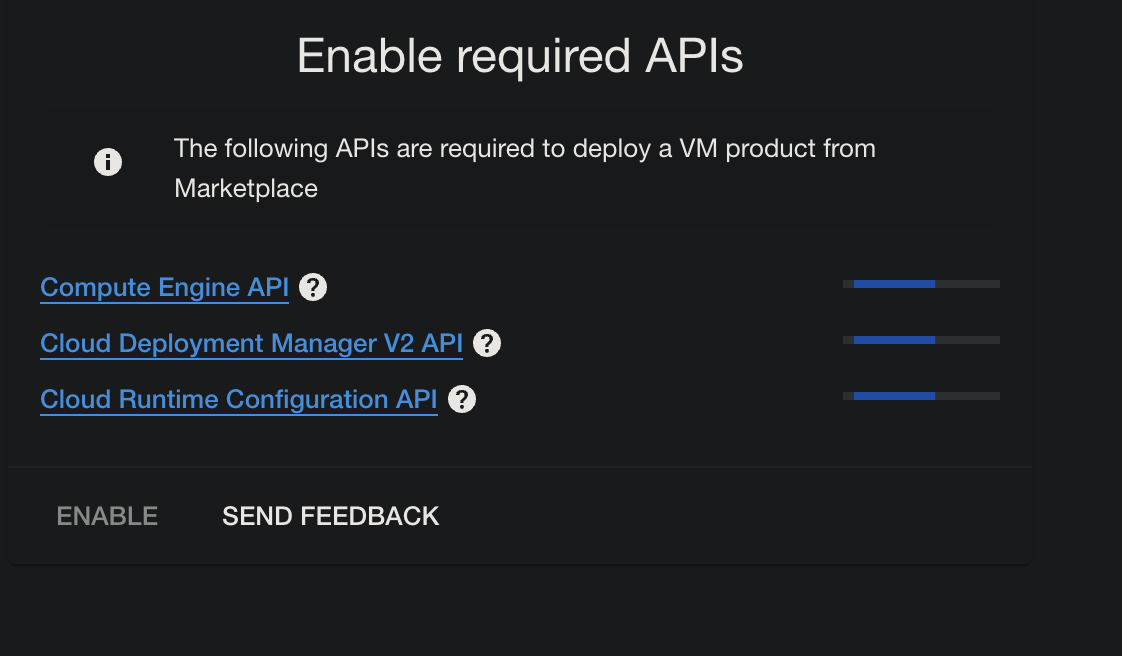 Enable required APIs
The following APIs are required to deploy a VM product from
Marketplace
Compute Engine API ?
Cloud Deployment Manager V2 API ?
Cloud Runtime Configuration API ?
ENABLE SEND FEEDBACK